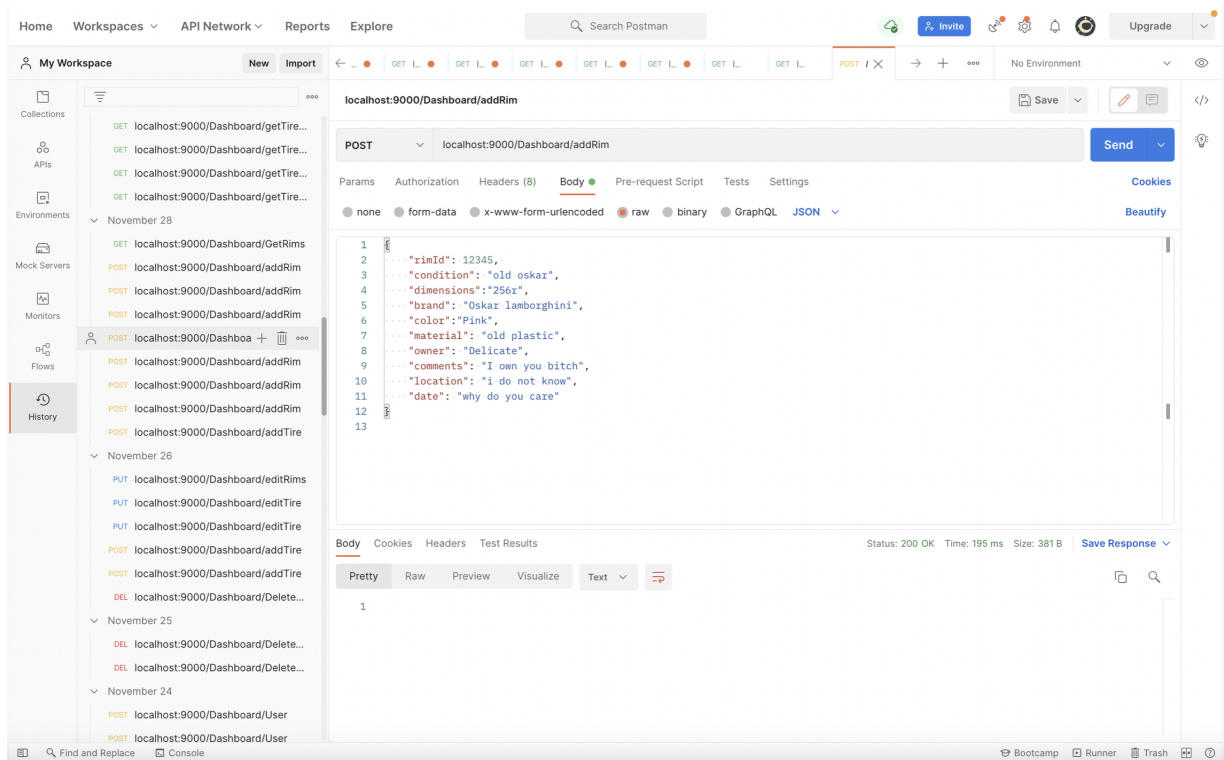 Home Workspaces API Network Reports Explore Search Postman Invite Upgrade
My Workspace New Import GET I... GET I... GET I... GET I... GET I... GET I... GET I... POST No Environment
Collections
APIs
Environments
Mock Servers
Monitors
Flows
History
GET localhost:9000/Dashboard/getTire...
GET localhost:9000/Dashboard/getTire...
GET localhost:9000/Dashboard/getTire...
GET localhost:9000/Dashboard/getTire...
November 28
GET localhost:9000/Dashboard/GetRims
POST localhost:9000/Dashboard/addRim
POST localhost:9000/Dashboard/addRim
POST localhost:9000/Dashboard/addRim
POST localhost:9000/Dashboa
POST localhost:9000/Dashboard/addRim
POST localhost:9000/Dashboard/addRim
POST localhost:9000/Dashboard/addRim
POST localhost:9000/Dashboard/addTire
November 26
PUT localhost:9000/Dashboard/editRims
PUT localhost:9000/Dashboard/editTire
PUT localhost:9000/Dashboard/editTire
POST localhost:9000/Dashboard/addTire
POST localhost:9000/Dashboard/addTire
DEL localhost:9000/Dashboard/Delete...
November 25
DEL localhost:9000/Dashboard/Delete...
DEL localhost:9000/Dashboard/Delete...
November 24
POST localhost:9000/Dashboard/User
POST localhost:9000/Dashboard/User
localhost:9000/Dashboard/addRim Save
POST localhost:9000/Dashboard/addRim Send
Params Authorization Headers (8) Body Pre-request Script Tests Settings Cookies
none form-data x-www-form-urlencoded raw binary GraphQL JSON Beautify
1 {
2 "rimId": 12345,
3 "condition": "old oskar",
4 "dimensions":"256r",
5 "brand": "Oskar lamborghini",
6 "color":"Pink",
7 "material": "old plastic",
8 "owner": "Delicate",
9 "comments": "I own you bitch",
10 "location": "i do not know",
11 "date": "why do you care"
12 }
13
Body Cookies Headers Test Results Status: 200 OK Time: 195 ms Size: 381 B Save Response
Pretty Raw Preview Visualize Text
1
Find and Replace Console Bootcamp Runner Trash